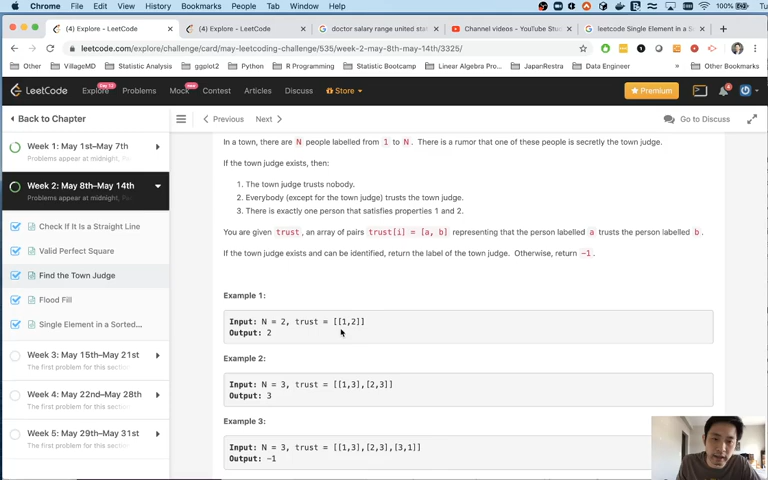 Chrome File Edit View History Bookmarks People Tab Window Help 100%
(4) Explore - LeetCode (4) Explore - LeetCode doctor salary range united stat Channel videos - YouTube Stu leetcode Single Element in a S
leetcode.com/explore/challenge/card/may-leetcoding-challenge/535/week-2-may-8th-may-14th/3325/
Other VillageMD Statistic Analysis ggplot2 Python R Programming Statistic Bootcamp Linear Algebra Pro... JapanRestra Data Engineer Other Bookmarks
LeetCode Explore Day 12 Problems Mock Contest Articles Discuss Store Premium 4
Back to Chapter Previous Next Go to Discuss
Week 1: May 1st–May 7th
Problems appear at midnight,
Week 2: May 8th–May 14th
Problems appear at midnight,
Check If It Is a Straight Line
Valid Perfect Square
Find the Town Judge
Flood Fill
Single Element in a Sorted...
Week 3: May 15th–May 21st
The first problem for this
Week 4: May 22nd–May 28th
The first problem for this
Week 5: May 29th–May 31st
The first problem for this
In a town, there are N people labelled from 1 to N. There is a rumor that one of these people is secretly the town judge.
If the town judge exists, then:
1. The town judge trusts nobody.
2. Everybody (except for the town judge) trusts the town judge.
3. There is exactly one person that satisfies properties 1 and 2.
You are given trust, an array of pairs trust[i] = [a, b] representing that the person labelled a trusts the person labelled b.
If the town judge exists and can be identified, return the label of the town judge. Otherwise, return -1.
Example 1:
Input: N = 2, trust = [[1,2]]
Output: 2
Example 2:
Input: N = 3, trust = [[1,3],[2,3]]
Output: 3
Example 3:
Input: N = 3, trust = [[1,3],[2,3],[3,1]]
Output: -1